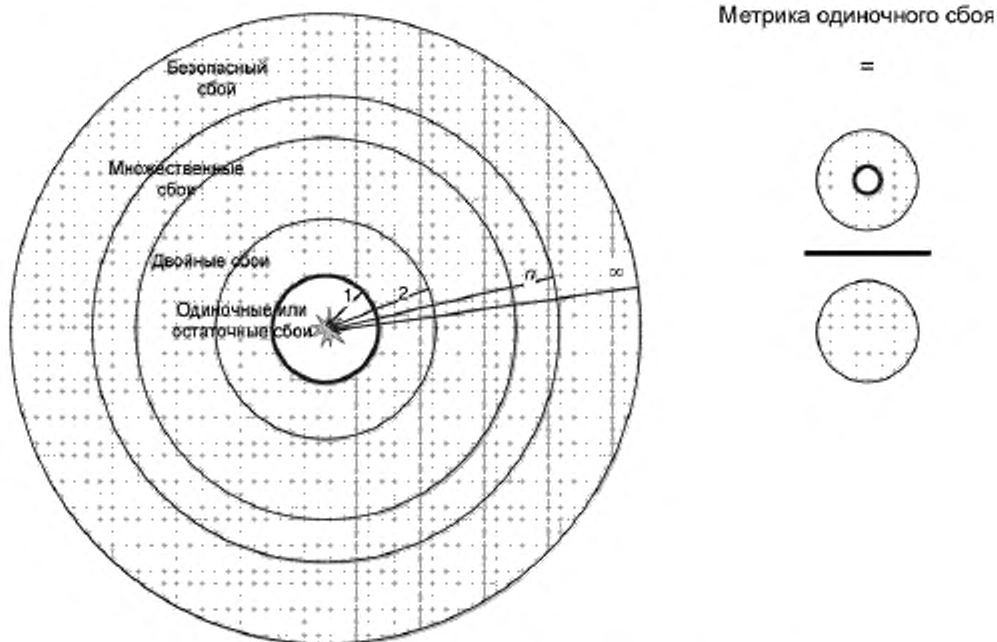 Метрика одиночного сбоя
=
Безопасный
сбой
Множественные
сбои
Двойные сбои
Одиночные или
остаточные сбои
1
2
n
∞